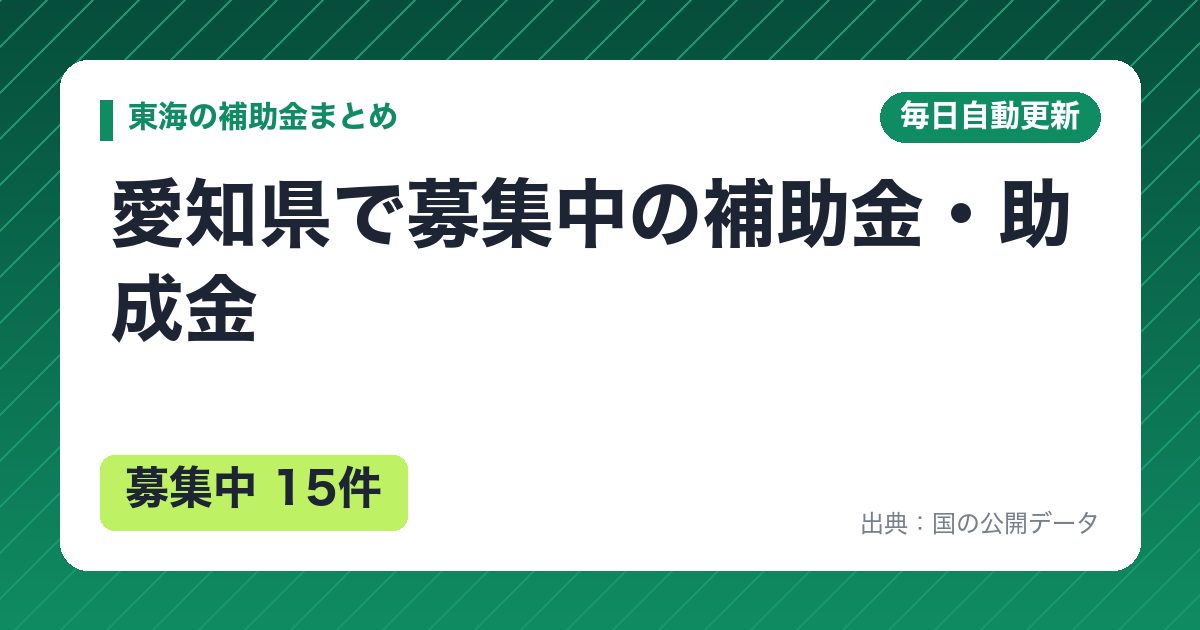 東海の補助金まとめ
毎日自動更新
愛知県で募集中の補助金・助
成金
募集中 15件
出典：国の公開データ